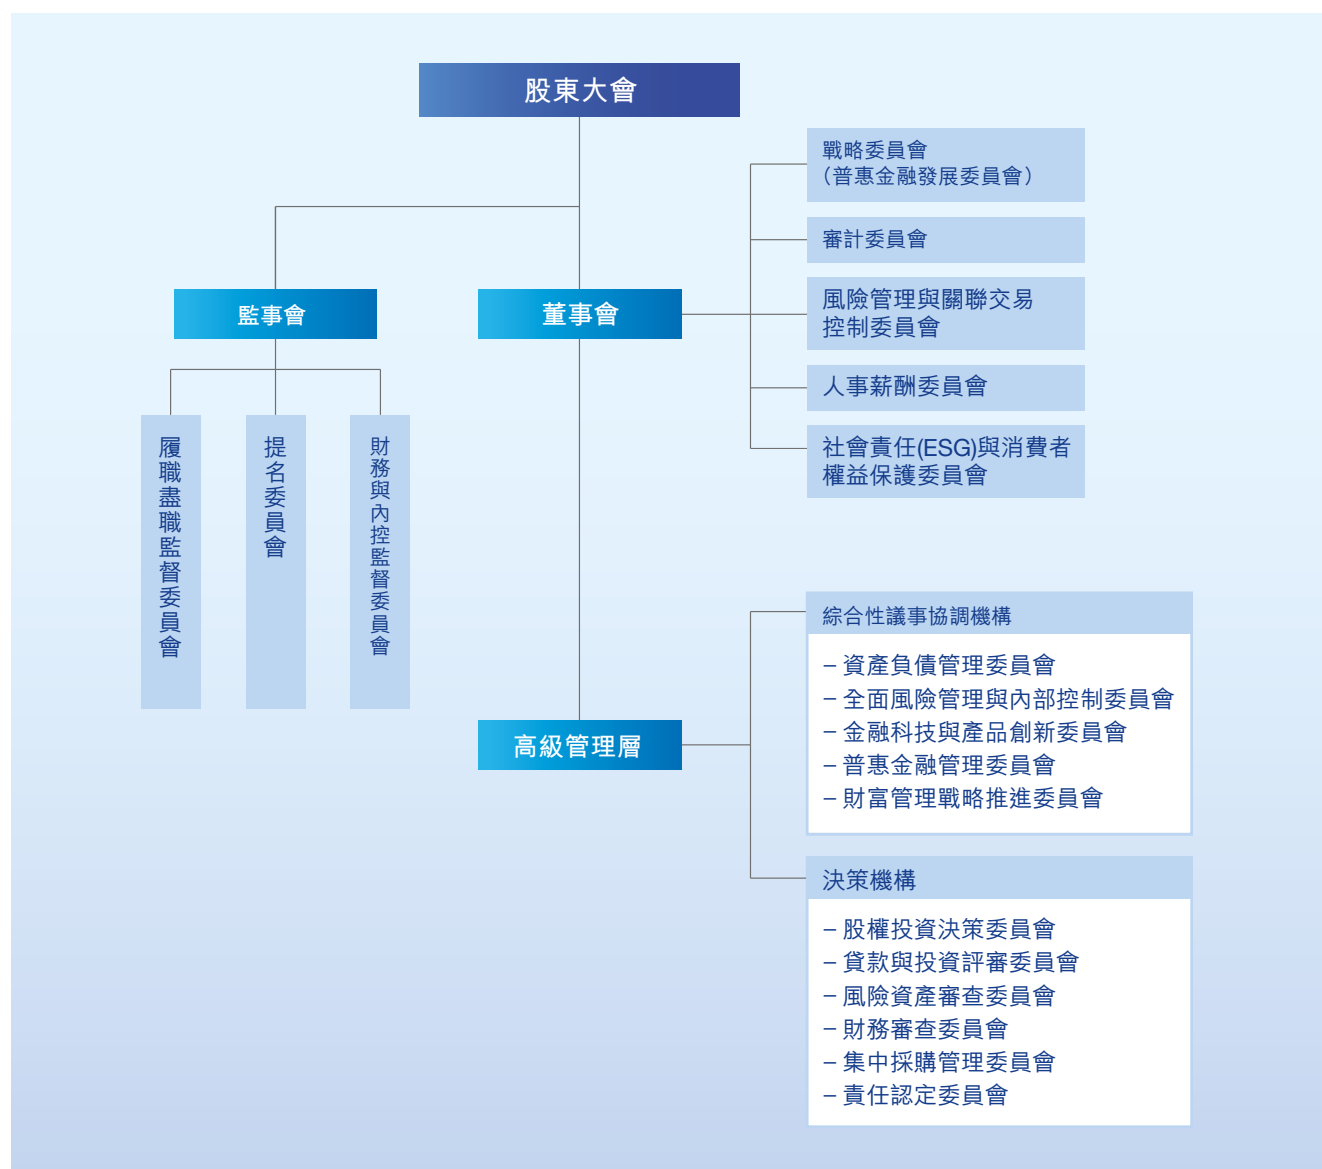 股東大會
監事會
董事會
戰略委員會
（普惠金融發展委員會）
審計委員會
風險管理與關聯交易
控制委員會
人事薪酬委員會
社會責任(ESG)與消費者
權益保護委員會
履職盡職監督委員會
提名委員會
財務與內控監督委員會
高級管理層
綜合性議事協調機構
– 資產負債管理委員會
– 全面風險管理與內部控制委員會
– 金融科技與產品創新委員會
– 普惠金融管理委員會
– 財富管理戰略推進委員會
決策機構
– 股權投資決策委員會
– 貸款與投資評審委員會
– 風險資產審查委員會
– 財務審查委員會
– 集中採購管理委員會
– 責任認定委員會